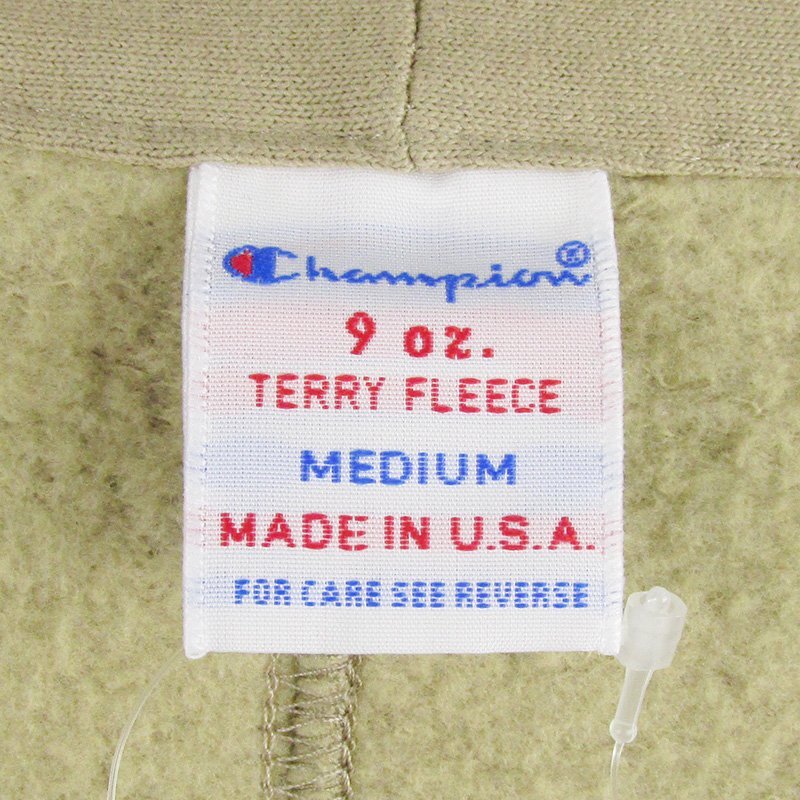 Champion®
9 oz.
TERRY FLEECE
MEDIUM
MADE IN U.S.A.
FOR CARE SEE REVERSE